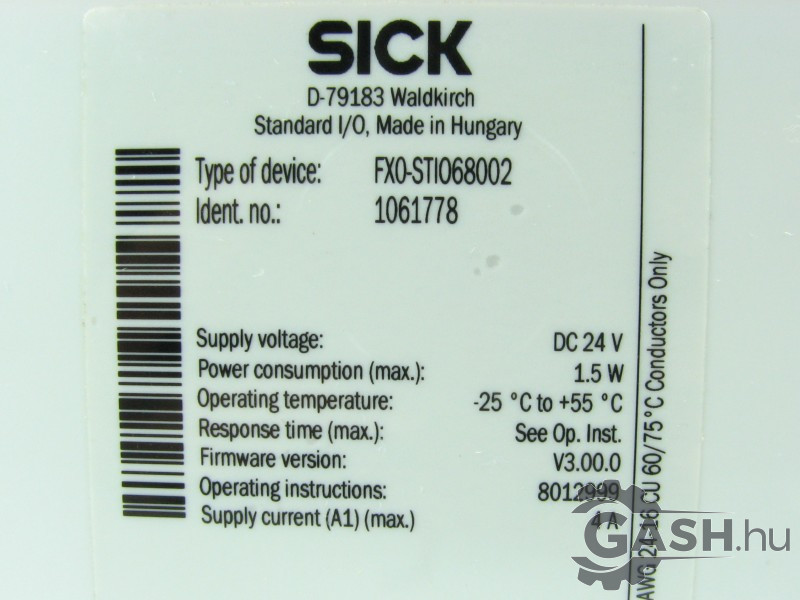 SICK
D-79183 Waldkirch
Standard I/O, Made in Hungary
Type of device: FX0-STIO68002
Ident. no.: 1061778
Supply voltage: DC 24 V
Power consumption (max.): 1.5 W
Operating temperature: -25 °C to +55 °C
Response time (max.): See Op. Inst.
Firmware version: V3.00.0
Operating instructions: 8012999
Supply current (A1) (max.) 4 A
AWG 24-16 CU 60/75°C Conductors Only
GASH.hu